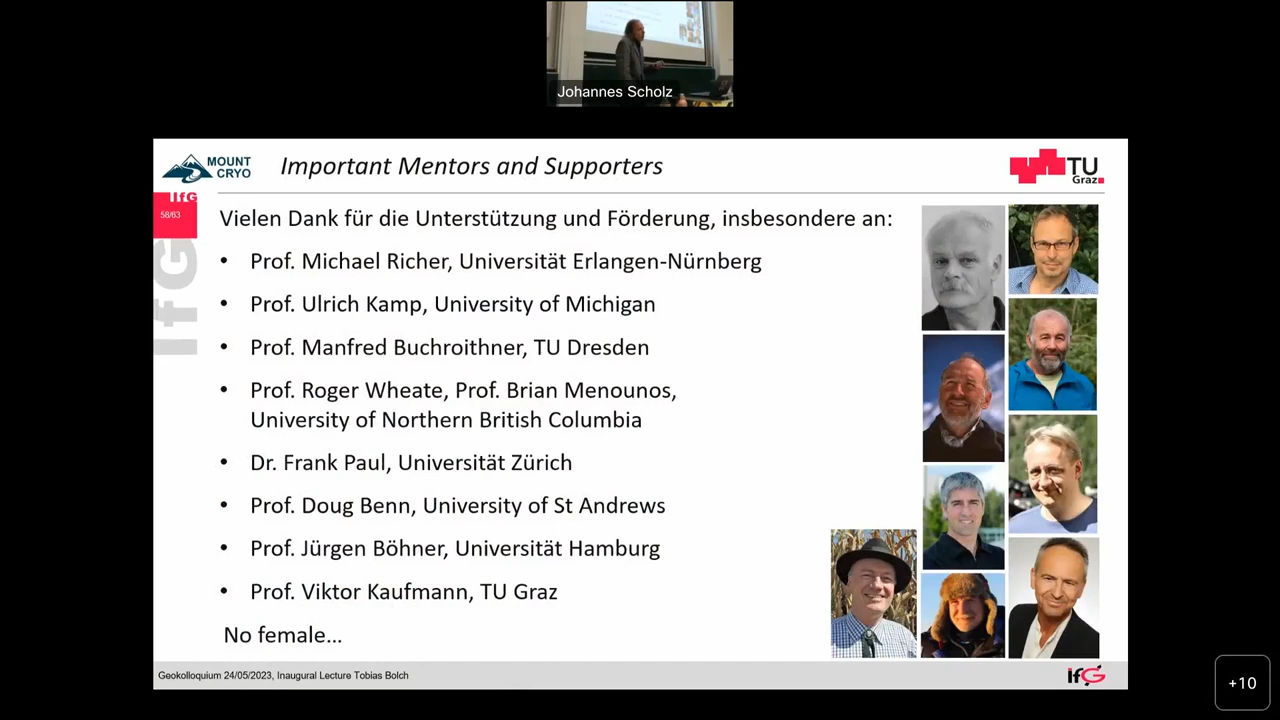 Johannes Scholz
MOUNT
CRYO
Important Mentors and Supporters
TU
Graz
IfG
58/63
IfG
Vielen Dank für die Unterstützung und Förderung, insbesondere an:
• Prof. Michael Richer, Universität Erlangen-Nürnberg
• Prof. Ulrich Kamp, University of Michigan
• Prof. Manfred Buchroithner, TU Dresden
• Prof. Roger Wheate, Prof. Brian Menounos,
University of Northern British Columbia
• Dr. Frank Paul, Universität Zürich
• Prof. Doug Benn, University of St Andrews
• Prof. Jürgen Böhner, Universität Hamburg
• Prof. Viktor Kaufmann, TU Graz
No female...
Geokolloquium 24/05/2023, Inaugural Lecture Tobias Bolch
ifG
+10